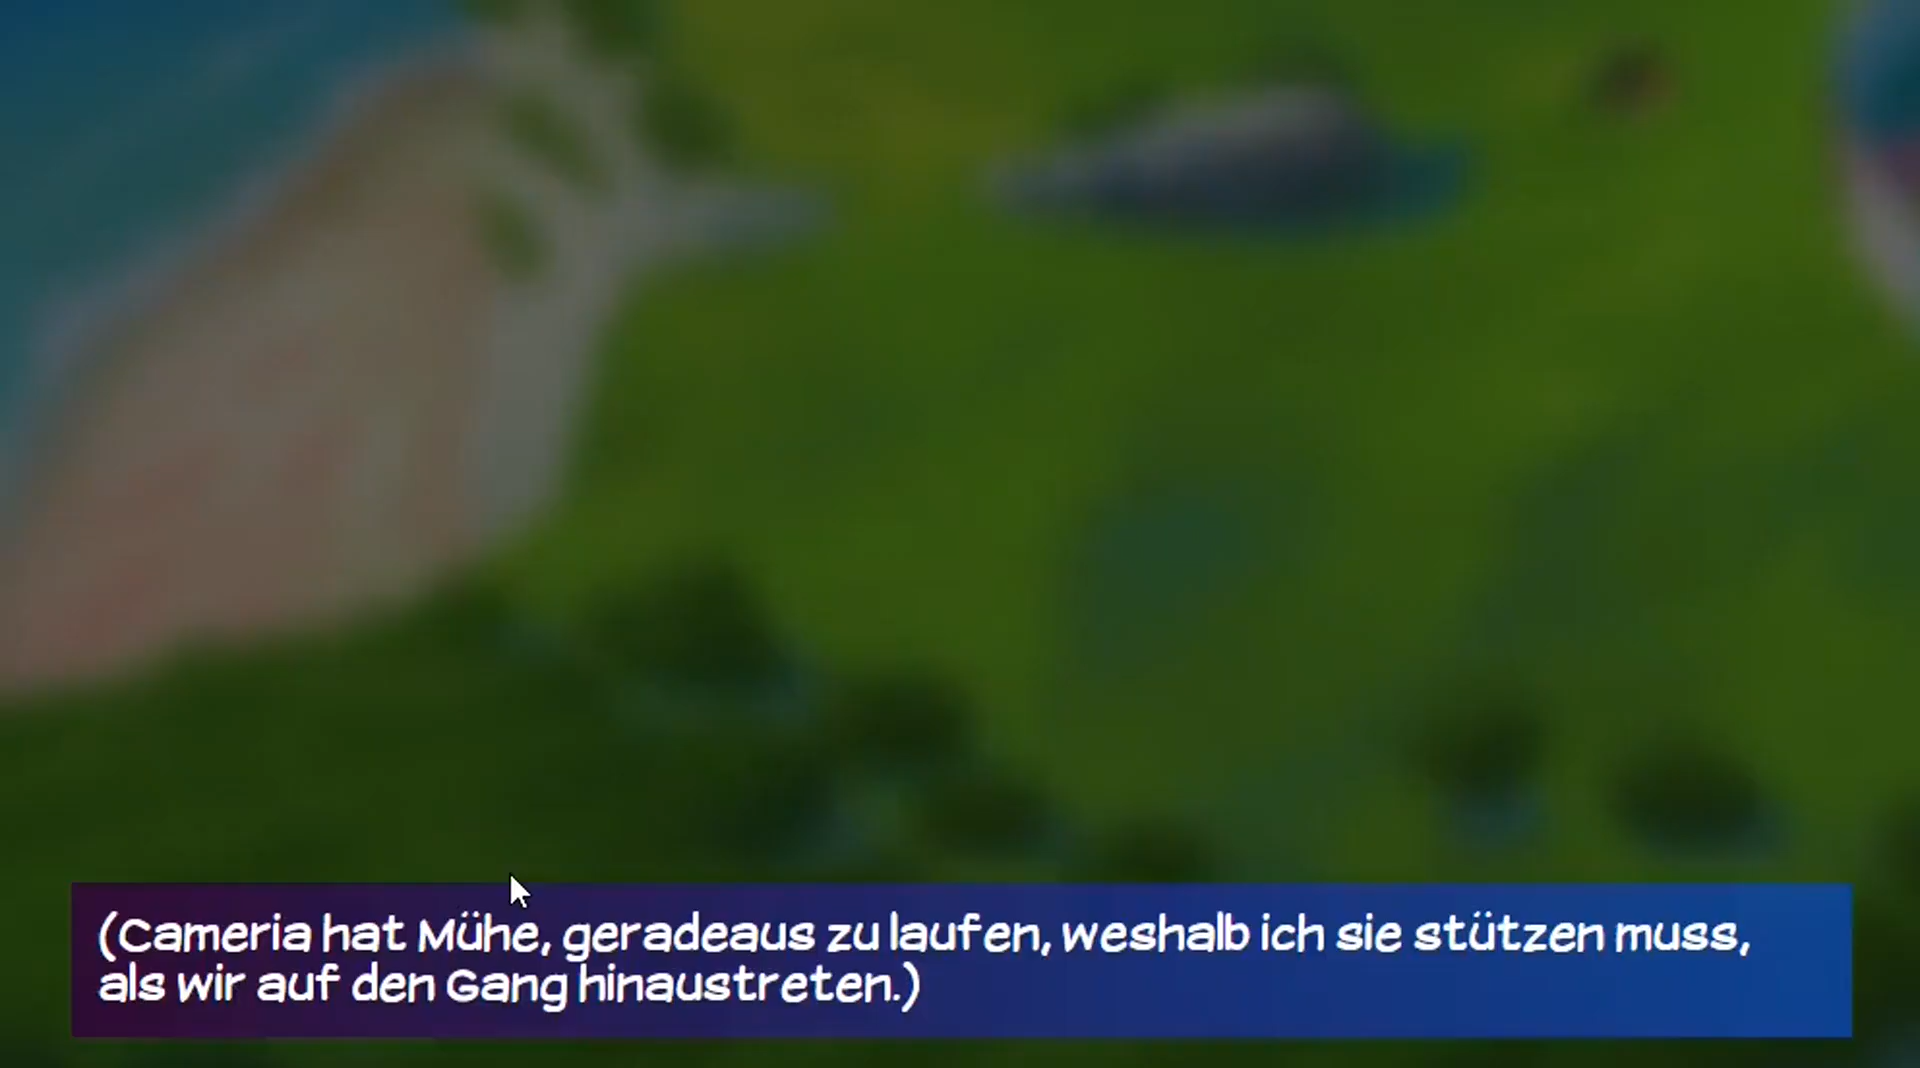 (Cameria hat Mühe, geradeaus zu laufen, weshalb ich sie stützen muss,
als wir auf den Gang hinaustreten.)